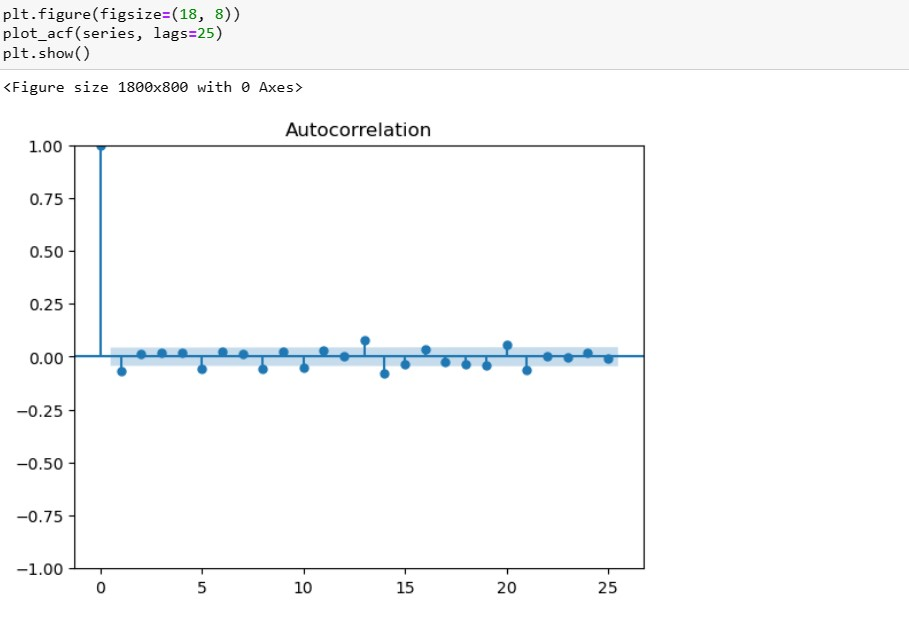 plt.figure(figsize=(18, 8))
plot_acf(series, lags=25)
plt.show()
<Figure size 1800x800 with 0 Axes>
Autocorrelation
1.00
0.75
0.50
0.25
0.00
−0.25
−0.50
−0.75
−1.00
0 5 10 15 20 25